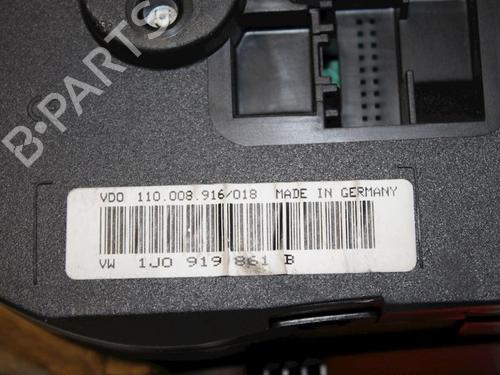 B-PARTS
VDO 110.008.916/018 MADE IN GERMANY
VW 1J0 919 861 B